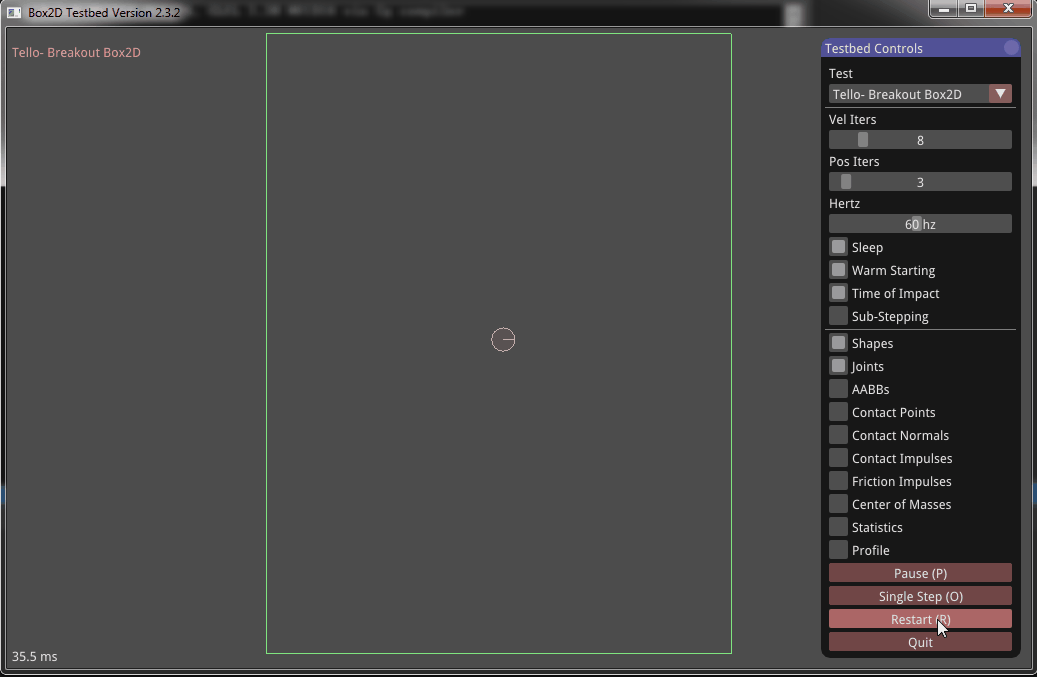 Box2D Testbed Version 2.3.2
Tello- Breakout Box2D
Testbed Controls
Test
Tello- Breakout Box2D
Vel Iters
8
Pos Iters
3
Hertz
60 hz
Sleep
Warm Starting
Time of Impact
Sub-Stepping
Shapes
Joints
AABBs
Contact Points
Contact Normals
Contact Impulses
Friction Impulses
Center of Masses
Statistics
Profile
Pause (P)
Single Step (O)
Restart (R)
Quit
35.5 ms